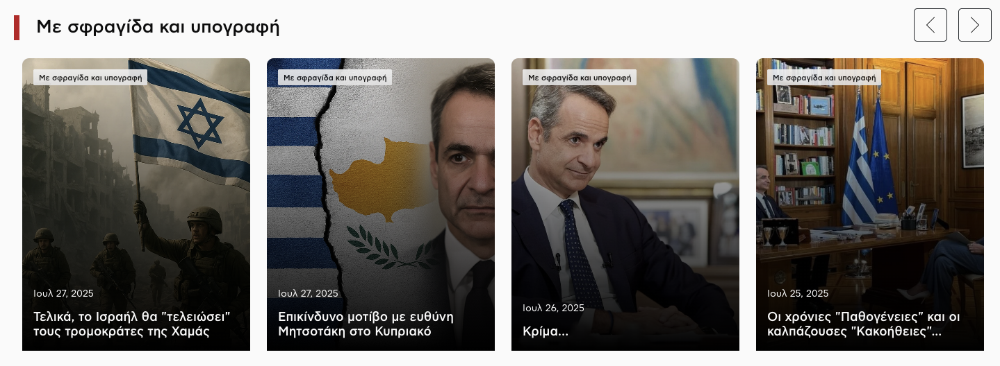 Με σφραγίδα και υπογραφή
Με σφραγίδα και υπογραφή
Ιουλ 27, 2025
Τελικά, το Ισραήλ θα "τελειώσει"
τους τρομοκράτες της Χαμάς
Με σφραγίδα και υπογραφή
Ιουλ 27, 2025
Επικίνδυνο μοτίβο με ευθύνη
Μητσοτάκη στο Κυπριακό
Με σφραγίδα και υπογραφή
Ιουλ 26, 2025
Κρίμα...
Με σφραγίδα και υπογραφή
Ιουλ 25, 2025
Οι χρόνιες "Παθογένειες" και οι
καλπάζουσες "Κακοήθειες"...